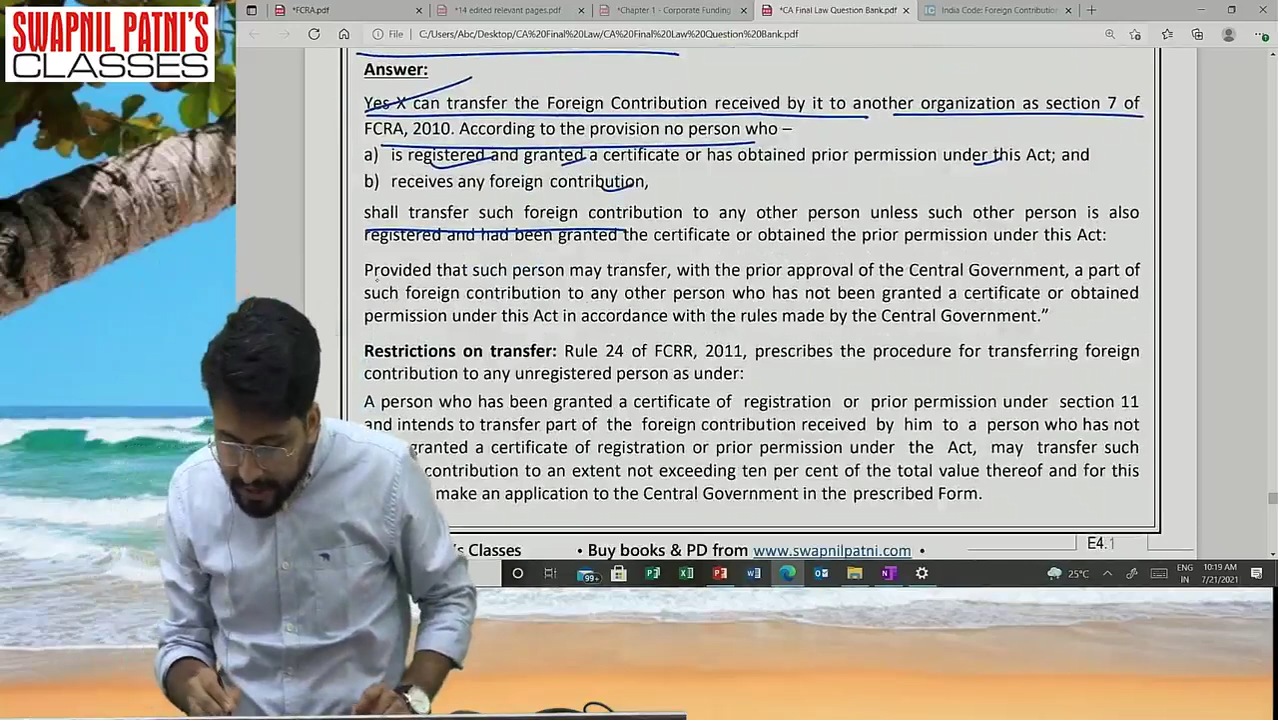 SWAPNIL PATNI'S
CLASSES
*FCRA.pdf
*14 edited relevant pages.pdf
*Chapter 1 - Corporate Funding
*CA Final Law Question Bank.pdf
India Code: Foreign Contribution
File
C:/Users/Abc/Desktop/CA%20Final%20Law/CA%20Final%20Law%20Question%20Bank.pdf
Answer:
Yes X can transfer the Foreign Contribution received by it to another organization as section 7 of
FCRA, 2010. According to the provision no person who –
a) is registered and granted a certificate or has obtained prior permission under this Act; and
b) receives any foreign contribution,
shall transfer such foreign contribution to any other person unless such other person is also
registered and had been granted the certificate or obtained the prior permission under this Act:
Provided that such person may transfer, with the prior approval of the Central Government, a part of
such foreign contribution to any other person who has not been granted a certificate or obtained
permission under this Act in accordance with the rules made by the Central Government.”
Restrictions on transfer: Rule 24 of FCRR, 2011, prescribes the procedure for transferring foreign
contribution to any unregistered person as under:
A person who has been granted a certificate of registration or prior permission under section 11
and intends to transfer part of the foreign contribution received by him to a person who has not
granted a certificate of registration or prior permission under the Act, may transfer such
contribution to an extent not exceeding ten per cent of the total value thereof and for this
make an application to the Central Government in the prescribed Form.
's Classes
• Buy books & PD from www.swapnilpatni.com •
E4.1
99+
25°C
ENG
IN
10:19 AM
7/21/2021